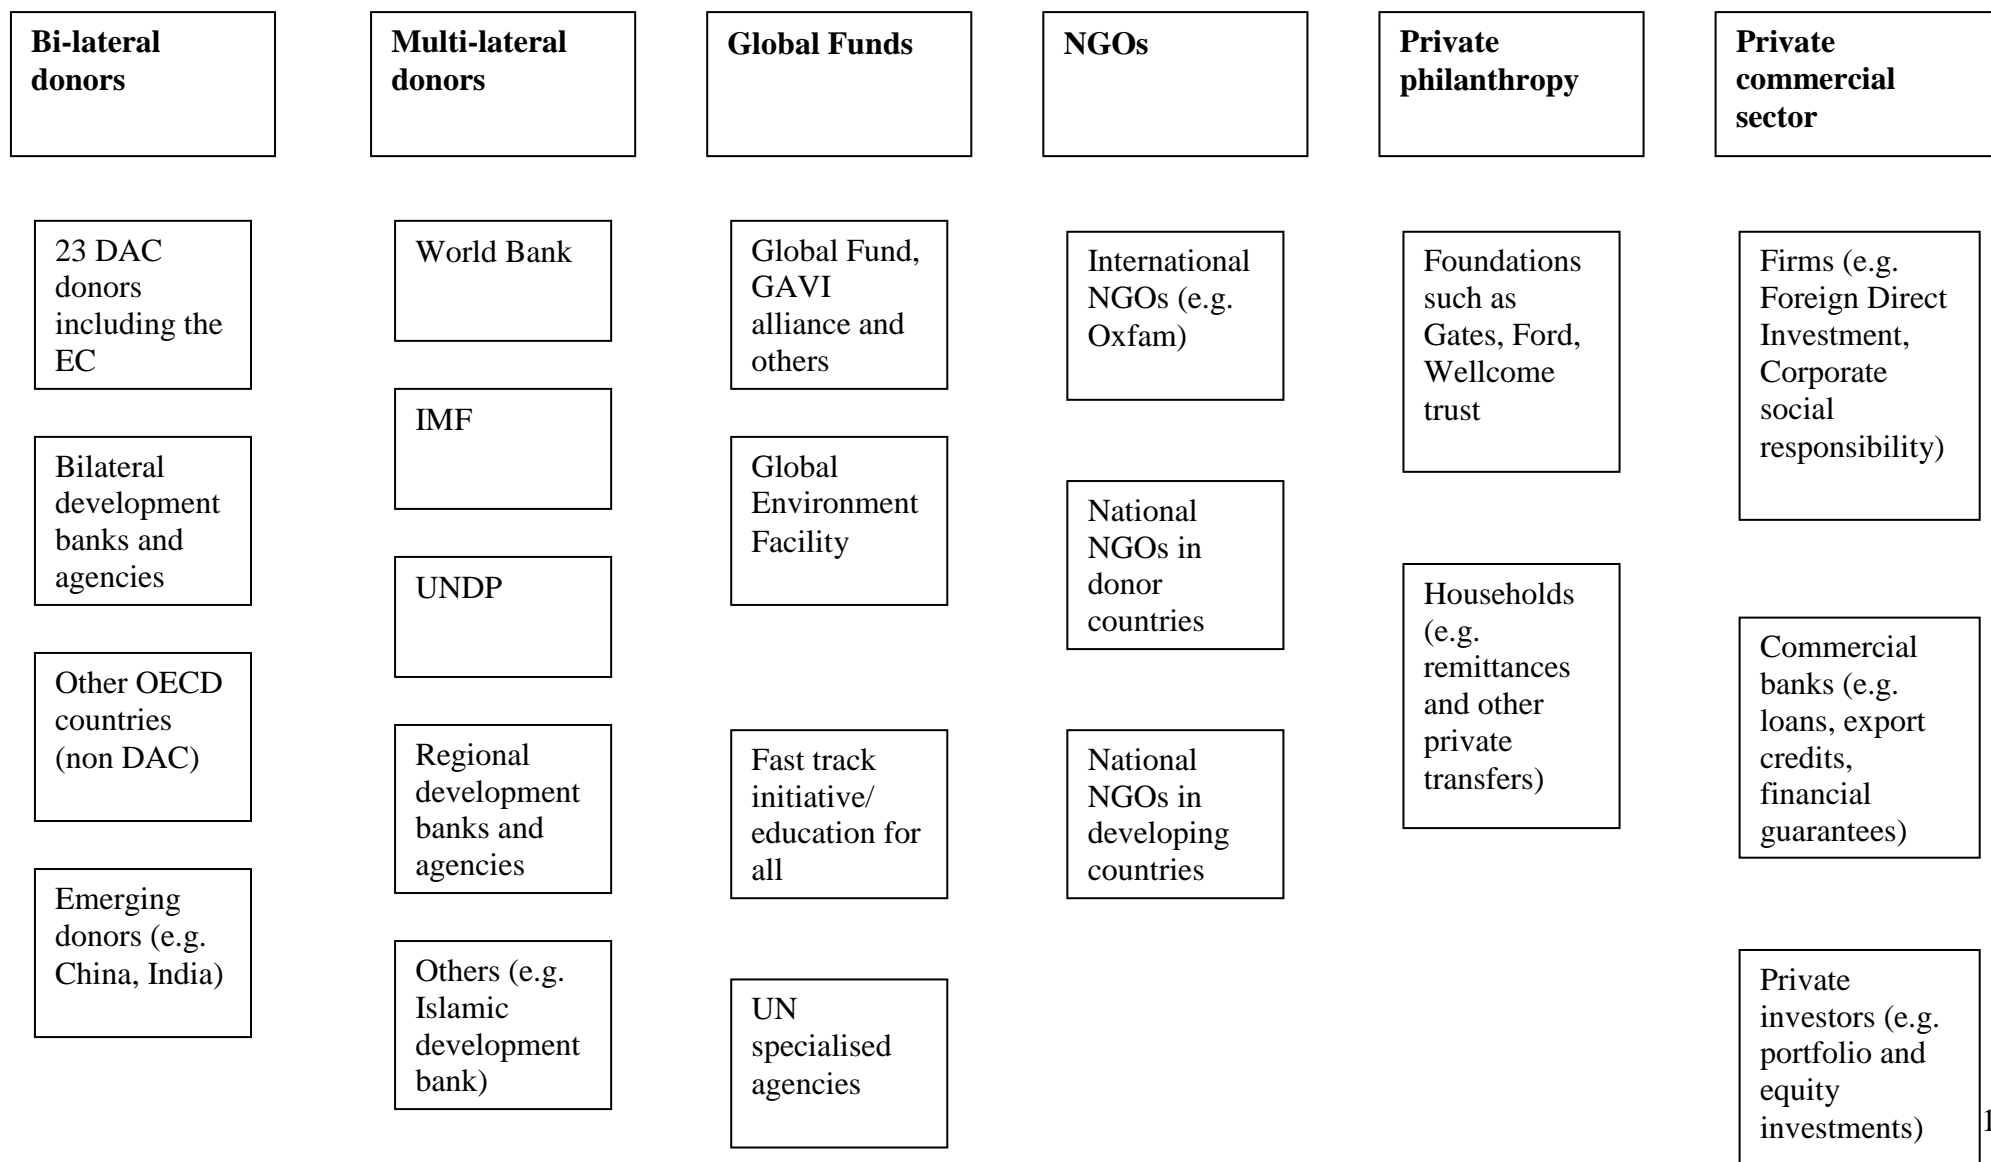 Bi-lateral
donors
Multi-lateral
donors
Global Funds
NGOs
Private
philanthropy
Private
commercial
sector
23 DAC
donors
including the
EC
Bilateral
development
banks and
agencies
Other OECD
countries
(non DAC)
Emerging
donors (e.g.
China, India)
World Bank
IMF
UNDP
Regional
development
banks and
agencies
Others (e.g.
Islamic
development
bank)
Global Fund,
GAVI
alliance and
others
Global
Environment
Facility
Fast track
initiative/
education for
all
UN
specialised
agencies
International
NGOs (e.g.
Oxfam)
National
NGOs in
donor
countries
National
NGOs in
developing
countries
Foundations
such as
Gates, Ford,
Wellcome
trust
Households
(e.g.
remittances
and other
private
transfers)
Firms (e.g.
Foreign Direct
Investment,
Corporate
social
responsibility)
Commercial
banks (e.g.
loans, export
credits,
financial
guarantees)
Private
investors (e.g.
portfolio and
equity
investments)